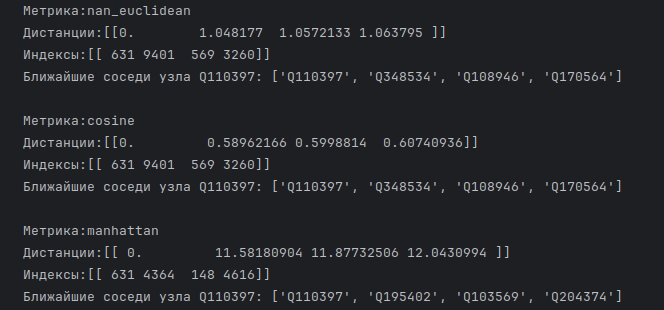 Метрика:nan_euclidean
Дистанции:[[0.        1.048177  1.0572133 1.063795 ]]
Индексы:[[ 631 9401  569 3260]]
Ближайшие соседи узла Q110397: ['Q110397', 'Q348534', 'Q108946', 'Q170564']
Метрика:cosine
Дистанции:[[0.         0.58962166 0.5998814  0.60740936]]
Индексы:[[ 631 9401  569 3260]]
Ближайшие соседи узла Q110397: ['Q110397', 'Q348534', 'Q108946', 'Q170564']
Метрика:manhattan
Дистанции:[[ 0.         11.58180904 11.87732506 12.0430994 ]]
Индексы:[[ 631 4364  148 4616]]
Ближайшие соседи узла Q110397: ['Q110397', 'Q195402', 'Q103569', 'Q204374']